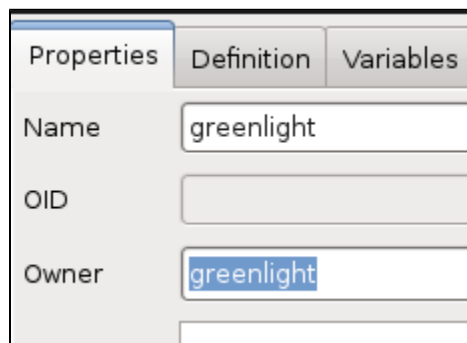 Properties Definition Variables
Name greenlight
OID
Owner greenlight